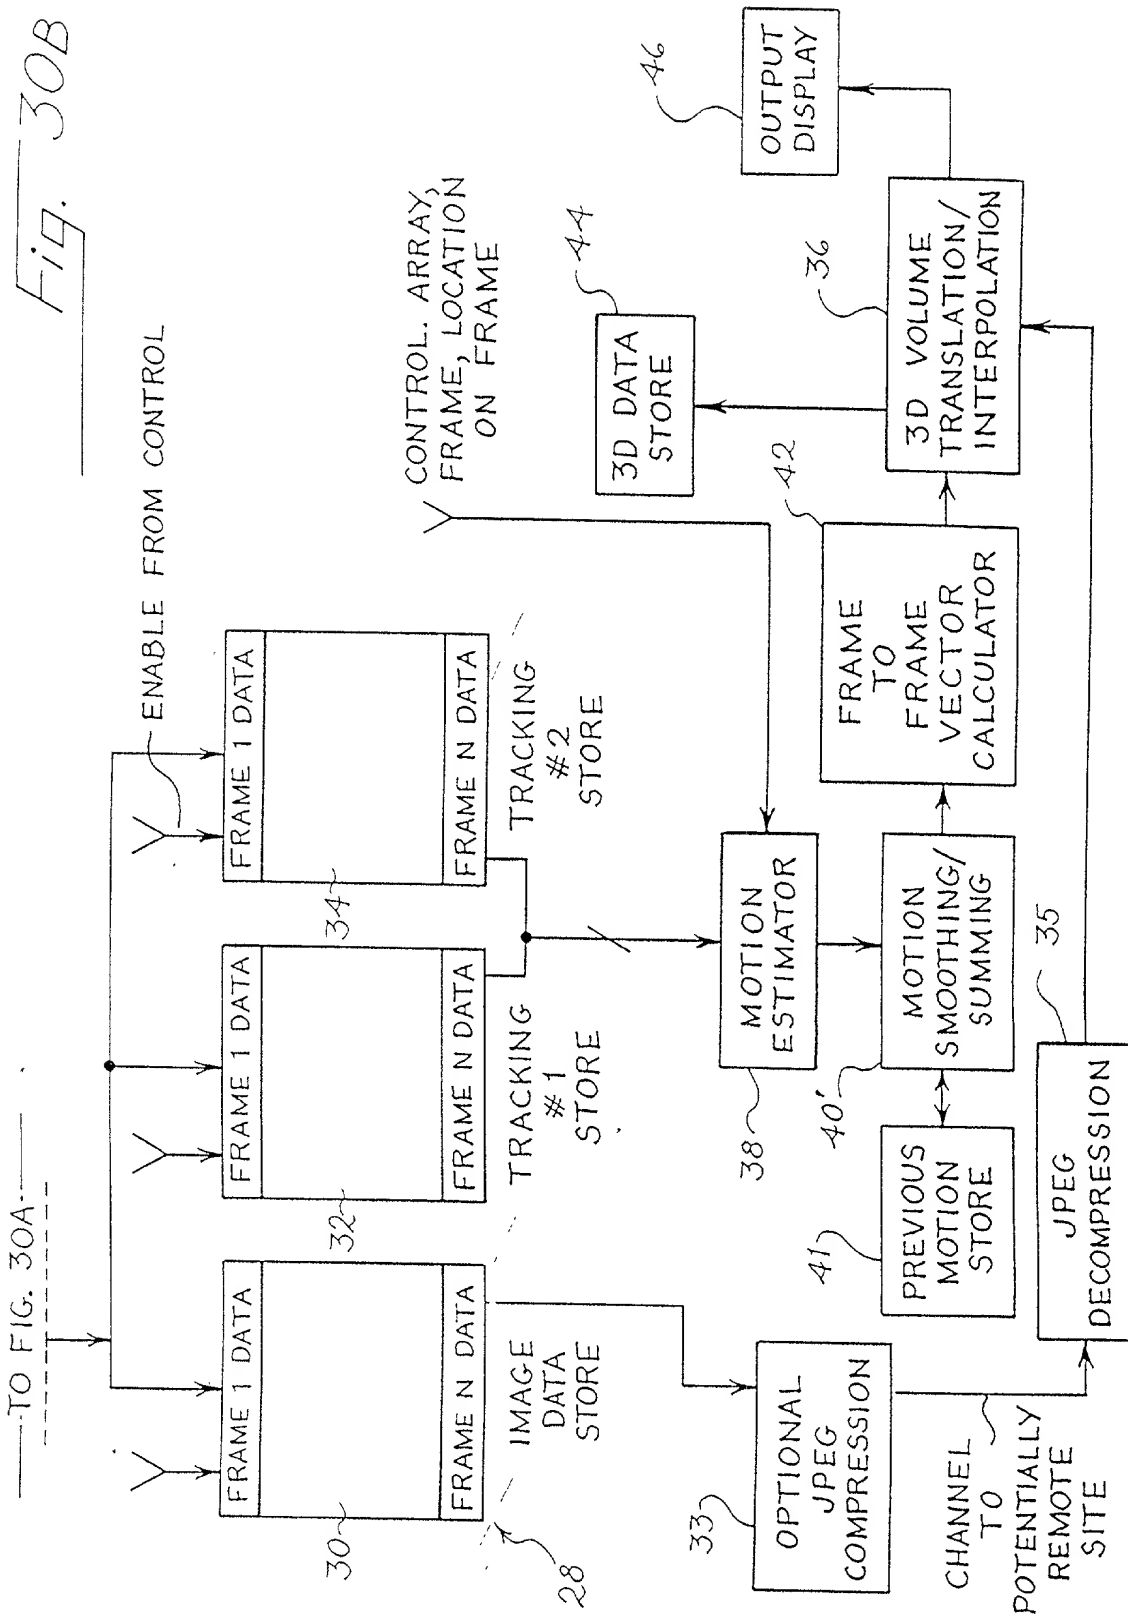 Fig. 30B
TO FIG. 30A
ENABLE FROM CONTROL
FRAME 1 DATA
FRAME N DATA
30
IMAGE
DATA
STORE
28
FRAME 1 DATA
FRAME N DATA
32
TRACKING
#1
STORE
FRAME 1 DATA
FRAME N DATA
34
TRACKING
#2
STORE
CONTROL. ARRAY,
FRAME, LOCATION
ON FRAME
33
OPTIONAL
JPEG
COMPRESSION
CHANNEL
TO
POTENTIALLY
REMOTE
SITE
38
MOTION
ESTIMATOR
3D DATA
STORE
44
46
OUTPUT
DISPLAY
41
PREVIOUS
MOTION
STORE
40'
MOTION
SMOOTHING/
SUMMING
FRAME
TO
FRAME
VECTOR
CALCULATOR
42
3D VOLUME
TRANSLATION/
INTERPOLATION
36
JPEG
DECOMPRESSION
35